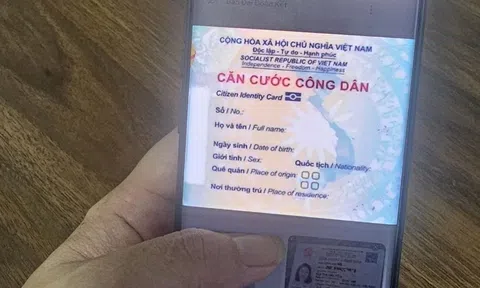 CỘNG HÒA XÃ HỘI CHỦ NGHĨA VIỆT NAM
Độc lập - Tự do - Hạnh phúc
SOCIALIST REPUBLIC OF VIET NAM
Independence - Freedom - Happiness
CĂN CƯỚC CÔNG DÂN
Citizen Identity Card
Số / No.:
Họ và tên / Full name:
Ngày sinh / Date of birth:
Giới tính / Sex: Quốc tịch / Nationality:
Quê quán / Place of origin:
Nơi thường trú / Place of residence: